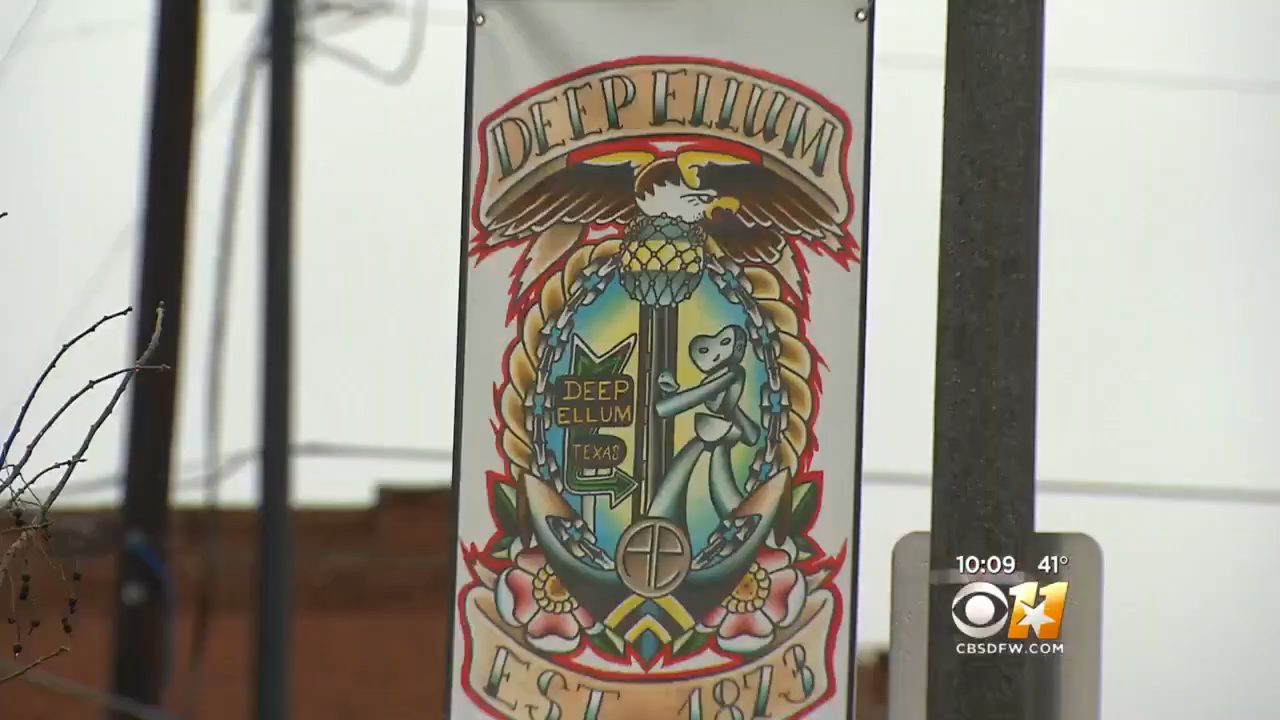 DEEP ELLUM
DEEP
ELLUM
TEXAS
EST 1873
10:09 41°
11
CBSDFW.COM